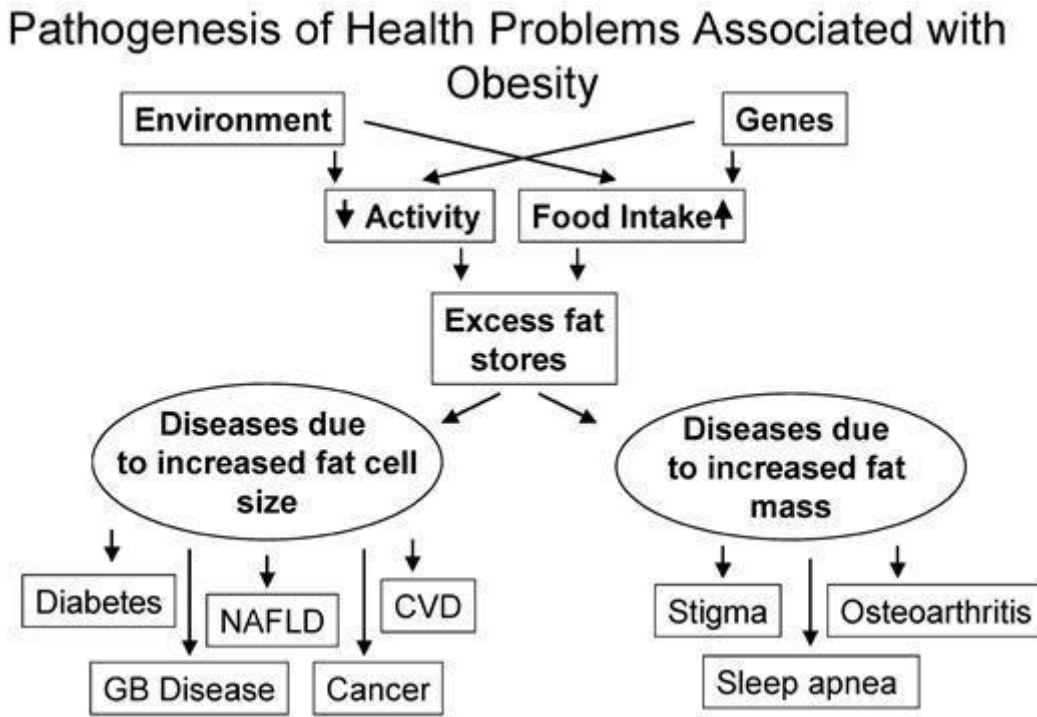 Pathogenesis of Health Problems Associated with
Obesity
Environment
Genes
↓ Activity
Food Intake↑
Excess fat
stores
Diseases due
to increased fat cell
size
Diseases due
to increased fat
mass
Diabetes
NAFLD
CVD
GB Disease
Cancer
Stigma
Osteoarthritis
Sleep apnea